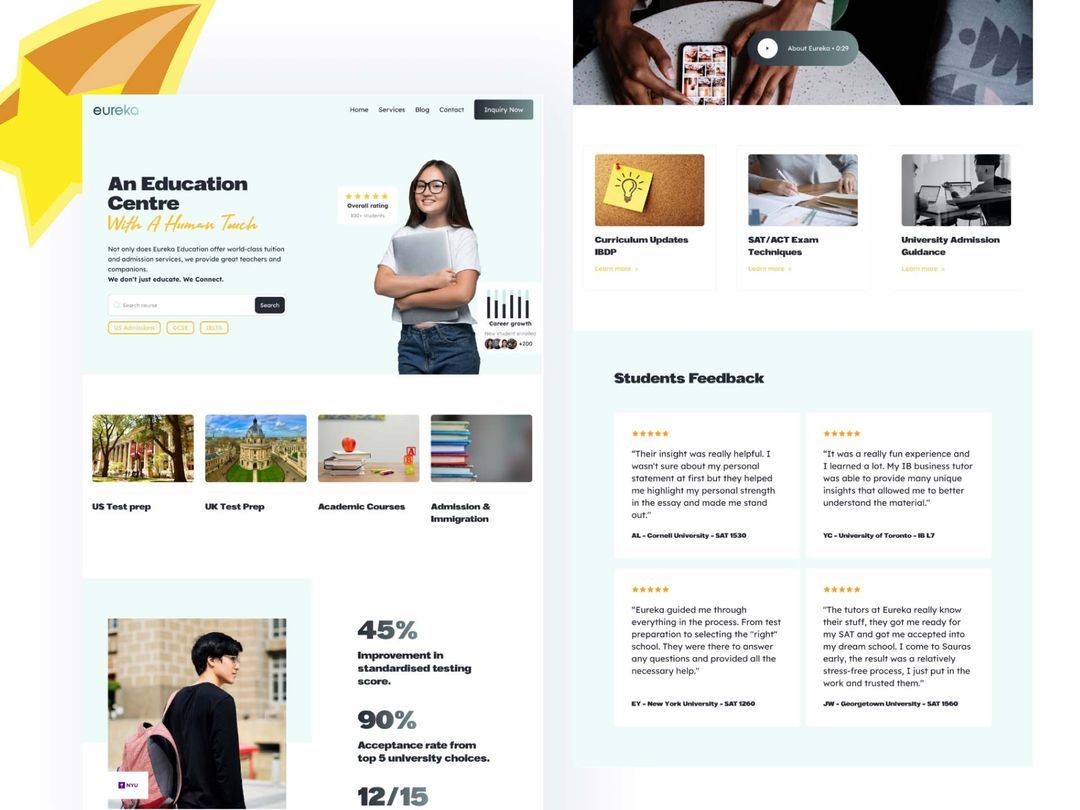 eureka
Home Services Blog Contact Inquiry Now
An Education
Centre
With A Human Touch
Not only does Eureka Education offer world-class tuition
and admission services, we provide great teachers and
companions.
We don't just educate. We Connect.
Search course Search
US Admissions GCSE IELTS
Overall rating
100+ students
Career growth
New student enrolled
+200
US Test prep
UK Test Prep
Academic Courses
Admission &
Immigration
NYU
45%
Improvement in
standardised testing
score.
90%
Acceptance rate from
top 5 university choices.
12/15
About Eureka • 0:29
Curriculum Updates
IBDP
Learn more >
SAT/ACT Exam
Techniques
Learn more >
University Admission
Guidance
Learn more >
Students Feedback
"Their insight was really helpful. I
wasn't sure about my personal
statement at first but they helped
me highlight my personal strength
in the essay and made me stand
out."
AL - Cornell University - SAT 1530
"It was a really fun experience and
I learned a lot. My IB business tutor
was able to provide many unique
insights that allowed me to better
understand the material."
YC - University of Toronto - IB L7
"Eureka guided me through
everything in the process. From test
preparation to selecting the "right"
school. They were there to answer
any questions and provided all the
necessary help."
EY - New York University - SAT 1260
"The tutors at Eureka really know
their stuff, they got me ready for
my SAT and got me accepted into
my dream school. I come to Sauras
early, the result was a relatively
stress-free process, I just put in the
work and trusted them."
JW - Georgetown University - SAT 1560